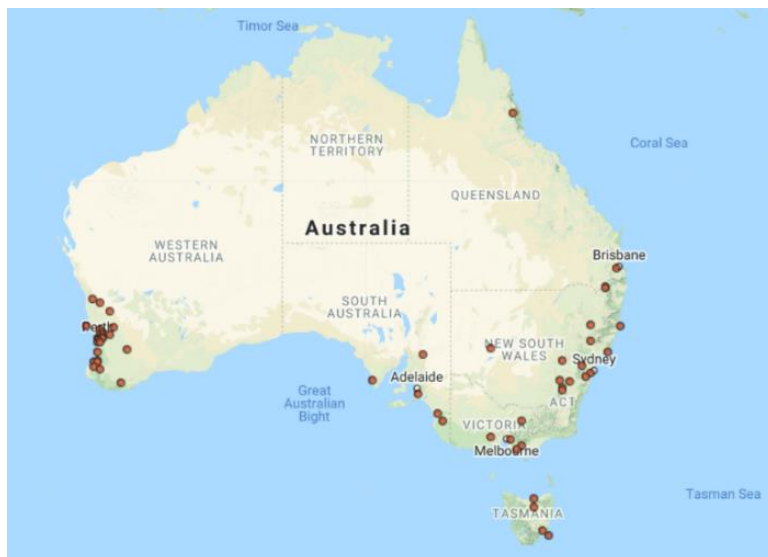 Timor Sea
NORTHERN
TERRITORY
Coral Sea
QUEENSLAND
Australia
WESTERN
AUSTRALIA
Brisbane
SOUTH
AUSTRALIA
Perth
NEW SOUTH
WALES
Sydney
Adelaide
Great
Australian
Bight
ACT
VICTORIA
Melbourne
Tasman Sea
TASMANIA